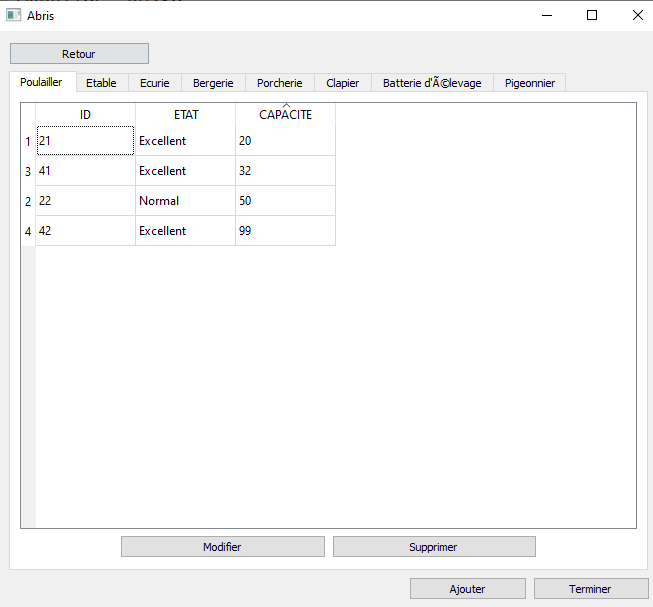 Abris
Retour
Poulailler Etable Ecurie Bergerie Porcherie Clapier Batterie d'Ã©levage Pigeonnier
ID ETAT CAPACITE
1 21 Excellent 20
3 41 Excellent 32
2 22 Normal 50
4 42 Excellent 99
Modifier Supprimer
Ajouter Terminer